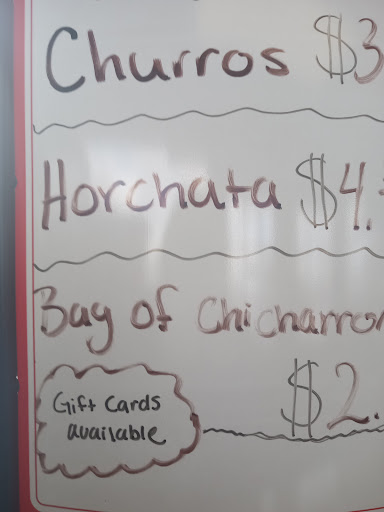 Churros $3
Horchata $4.
Bag of Chicharron
$2.
Gift Cards
available